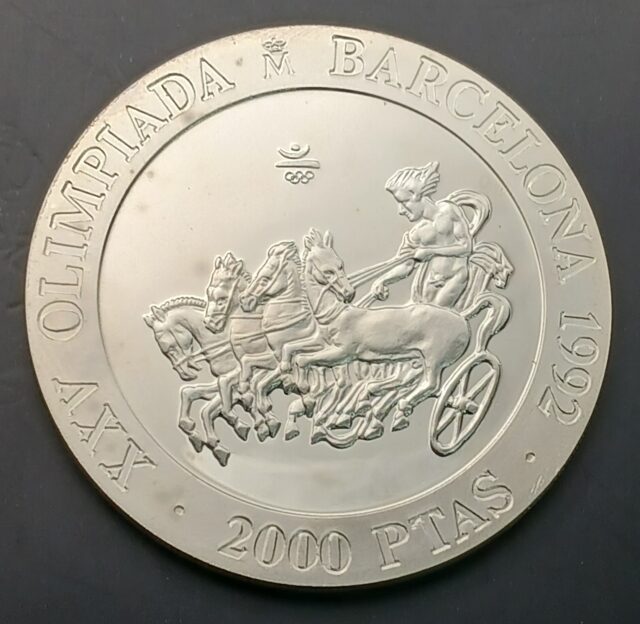 XXV OLIMPIADA M BARCELONA 1992
· 2000 PTAS ·